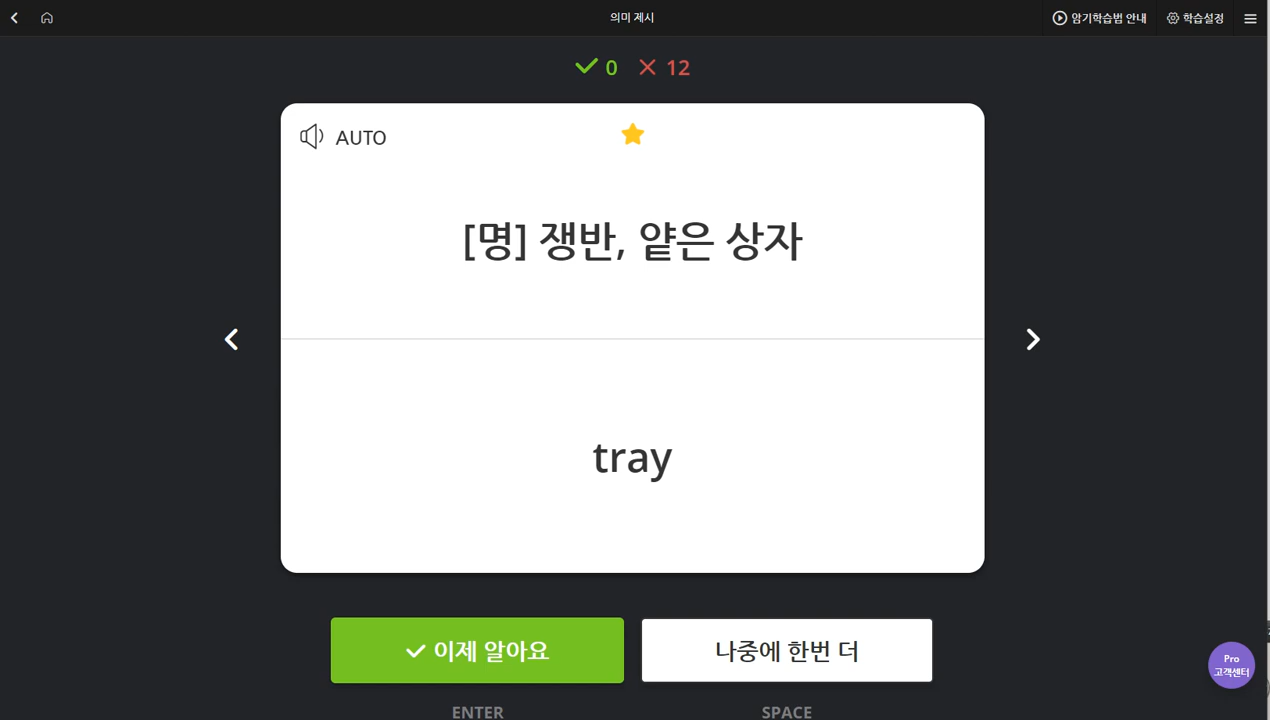 의미 제시
암기학습법 안내
학습설정
0
12
AUTO
[명] 쟁반, 얕은 상자
tray
이제 알아요
나중에 한번 더
Pro
고객센터
ENTER
SPACE